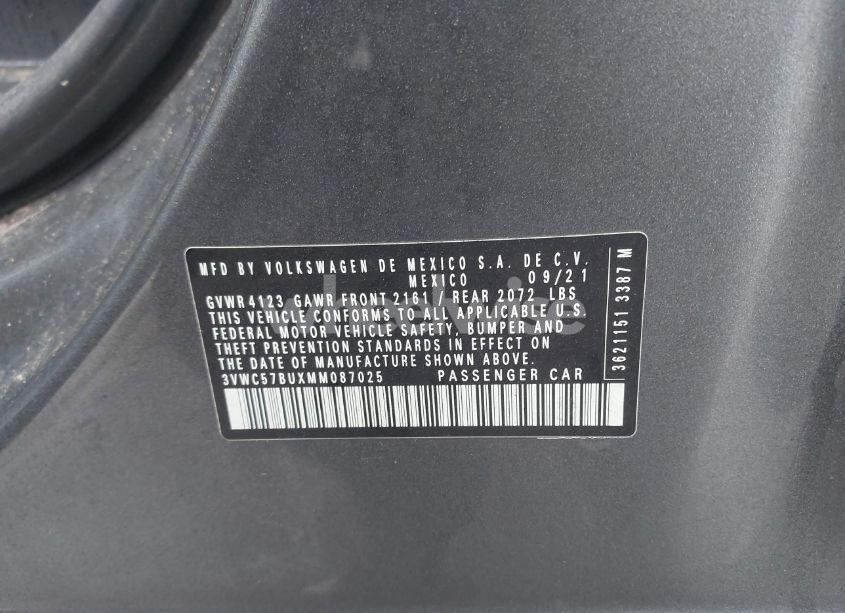 MFD BY VOLKSWAGEN DE MEXICO S.A. DE C.V.
MEXICO 09/21
GVWR 4123 GAWR FRONT 2161 / REAR 2072 LBS
THIS VEHICLE CONFORMS TO ALL APPLICABLE U.S.
FEDERAL MOTOR VEHICLE SAFETY, BUMPER AND
THEFT PREVENTION STANDARDS IN EFFECT ON
THE DATE OF MANUFACTURE SHOWN ABOVE.
3VWC57BUXMM087025 PASSENGER CAR
3621151 3387 M